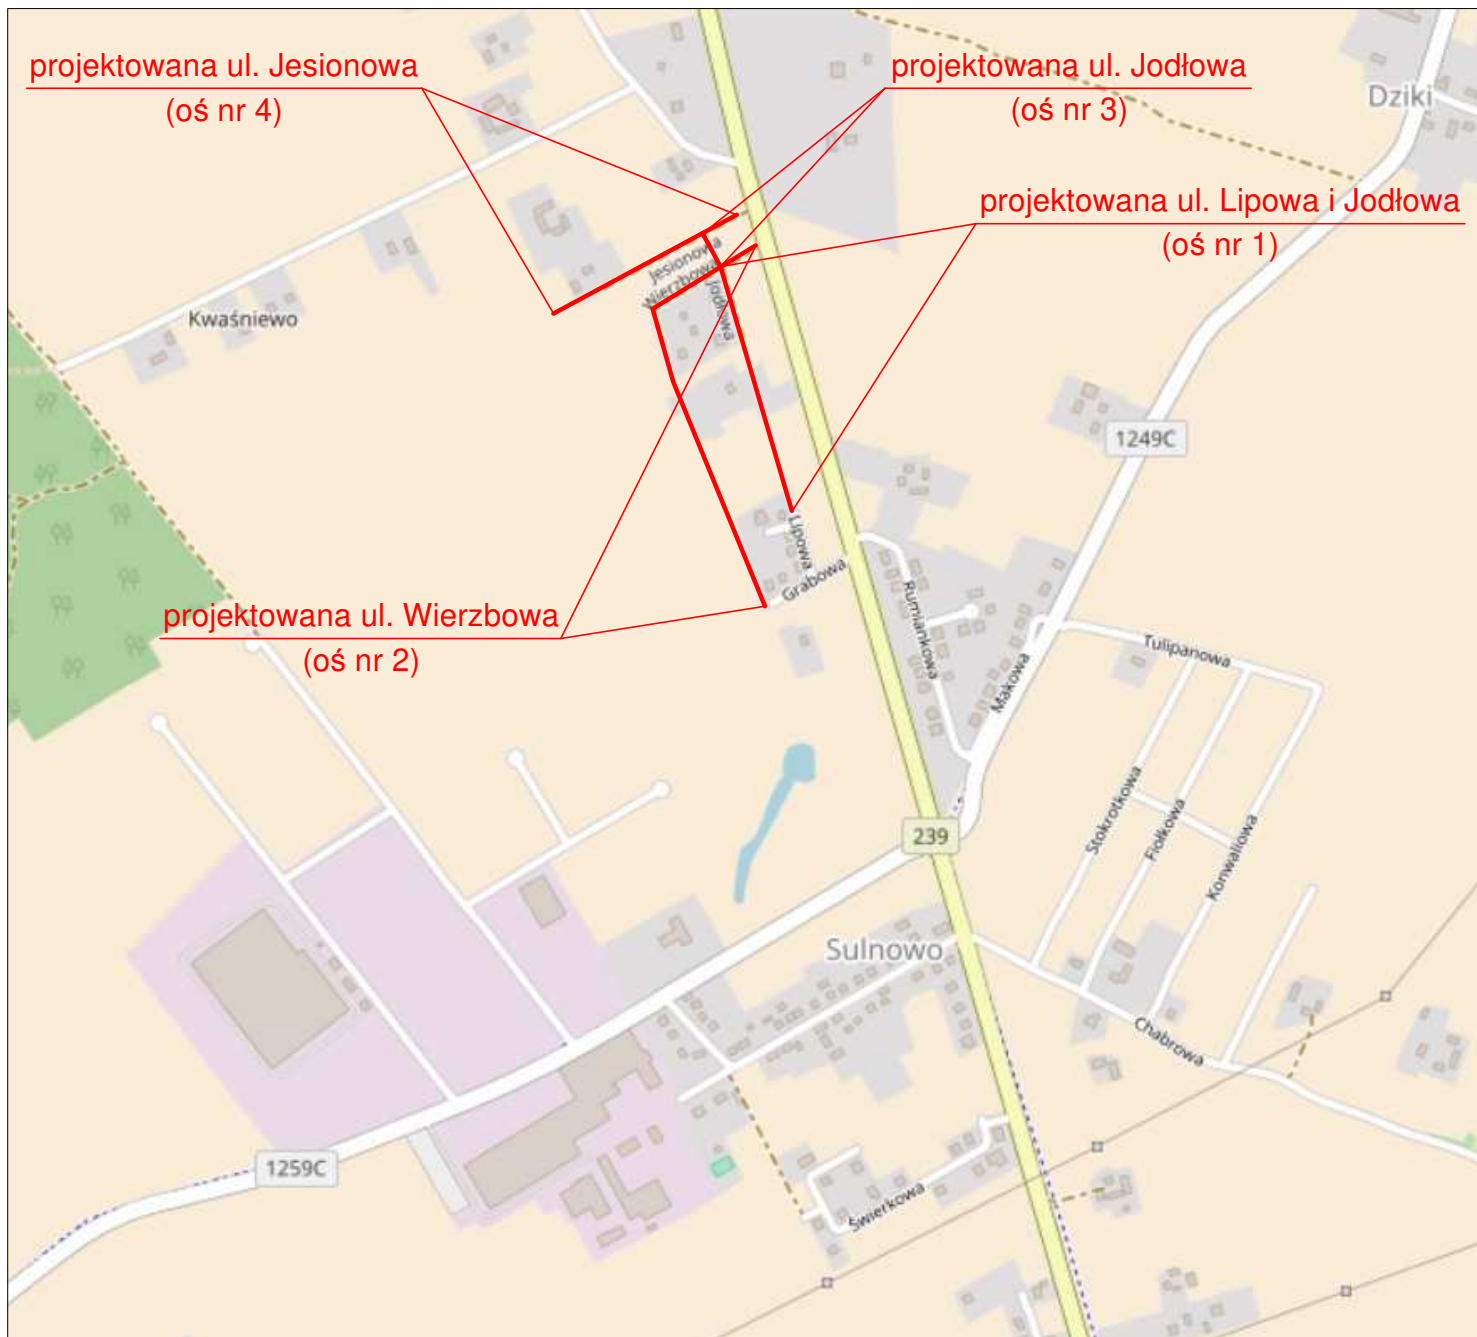 projektowana ul. Jesionowa
(oś nr 4)
projektowana ul. Jodłowa
(oś nr 3)
Dziki
projektowana ul. Lipowa i Jodłowa
(oś nr 1)
Jesionowa
Wierzbowa
Jodłowa
Kwaśniewo
1249C
Lipowa
Grabowa
Rumiankowa
projektowana ul. Wierzbowa
(oś nr 2)
Makowa
Tulipanowa
Stokrotkowa
Fiołkowa
Konwaliowa
239
Sulnowo
Chabrowa
1259C
Świerkowa